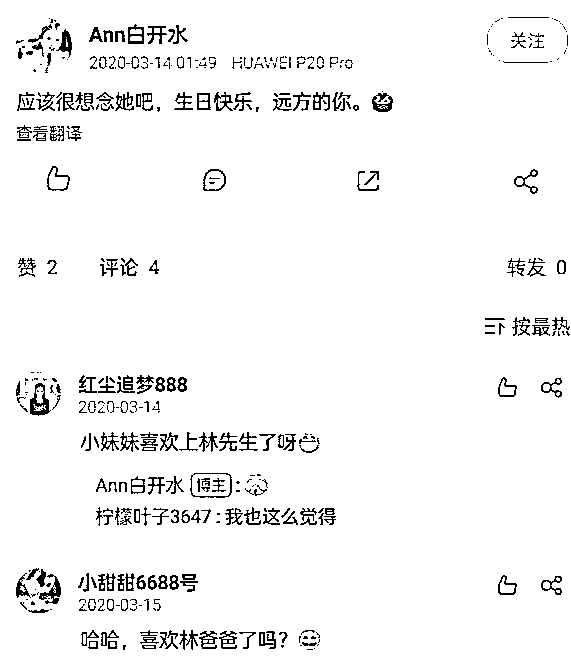 Ann白开水
关注
2020-03-14 01:49 HUAWEI P20 Pro
应该很想念她吧，生日快乐，远方的你。
查看翻译
赞 2 评论 4 转发 0
按最热
红尘追梦888
2020-03-14
小妹妹喜欢上林先生了呀
Ann白开水 博主:
柠檬叶子3647:我也这么觉得
小甜甜6688号
2020-03-15
哈哈，喜欢林爸爸了吗？